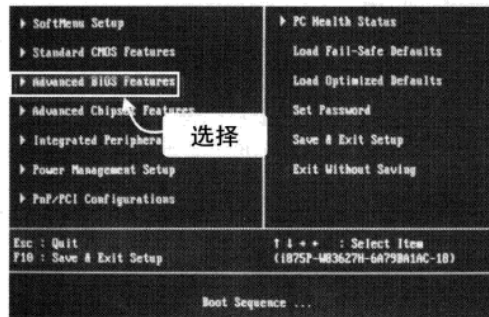 SoftMenu Setup
Standard CMOS Features
Advanced BIOS Features
Advanced Chipset Features
选择
Integrated Periphera
Power Management Setup
PnP/PCI Configurations
PC Health Status
Load Fail-Safe Defaults
Load Optimized Defaults
Set Password
Save & Exit Setup
Exit Without Saving
Esc : Quit
F10 : Save & Exit Setup
↑ ↓ ← → : Select Item
(i875P-W83627H-6A79BA1AC-18)
Boot Sequence ...